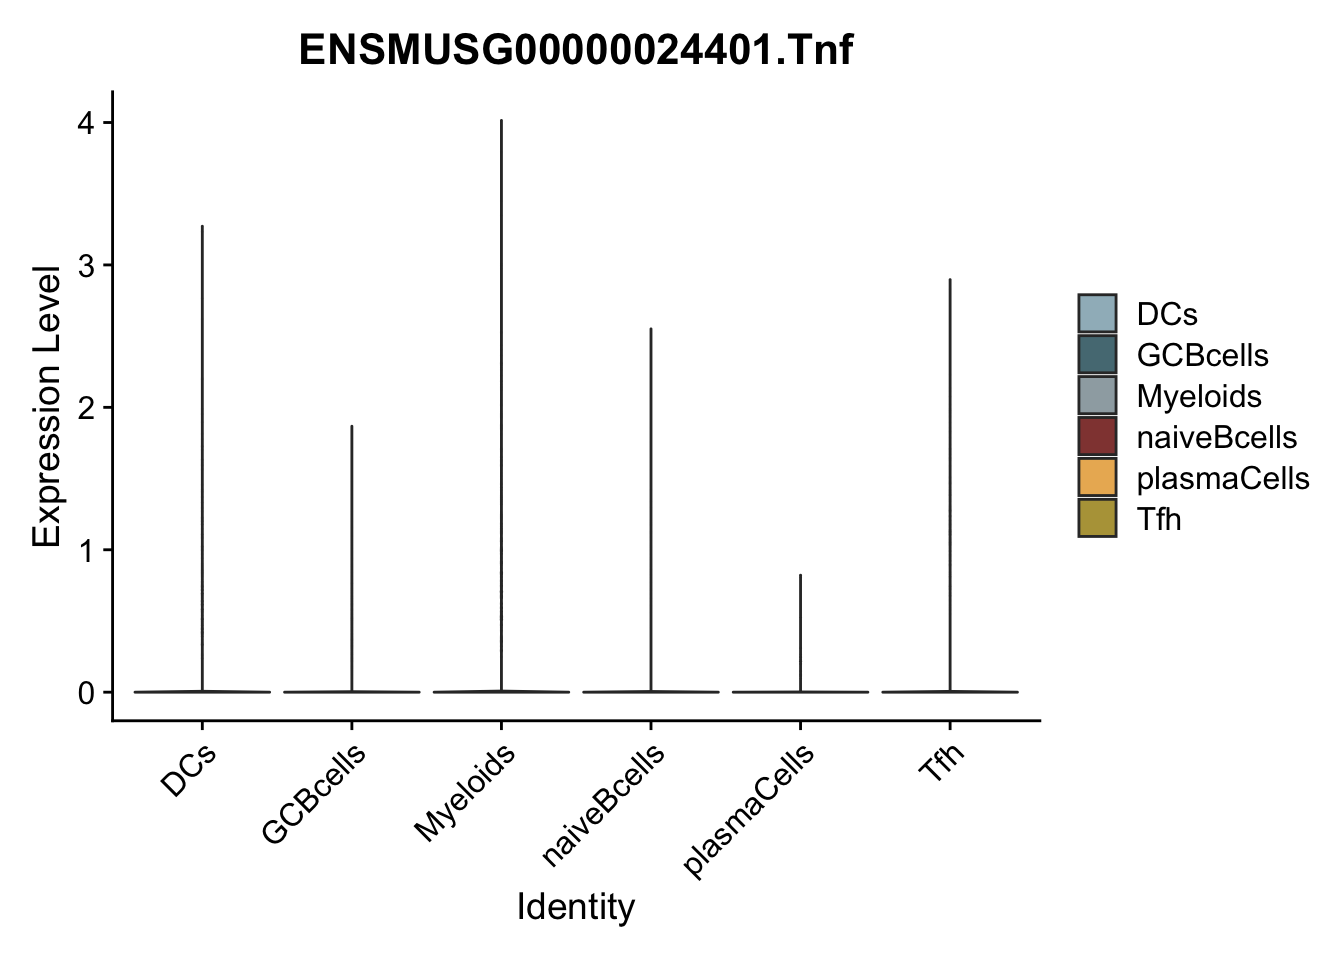 ENSMUSG00000024401.Tnf
Expression Level
4
3
2
1
0
DCs
GCBcells
Myeloids
naiveBcells
plasmaCells
Tfh
Identity
DCs
GCBcells
Myeloids
naiveBcells
plasmaCells
Tfh